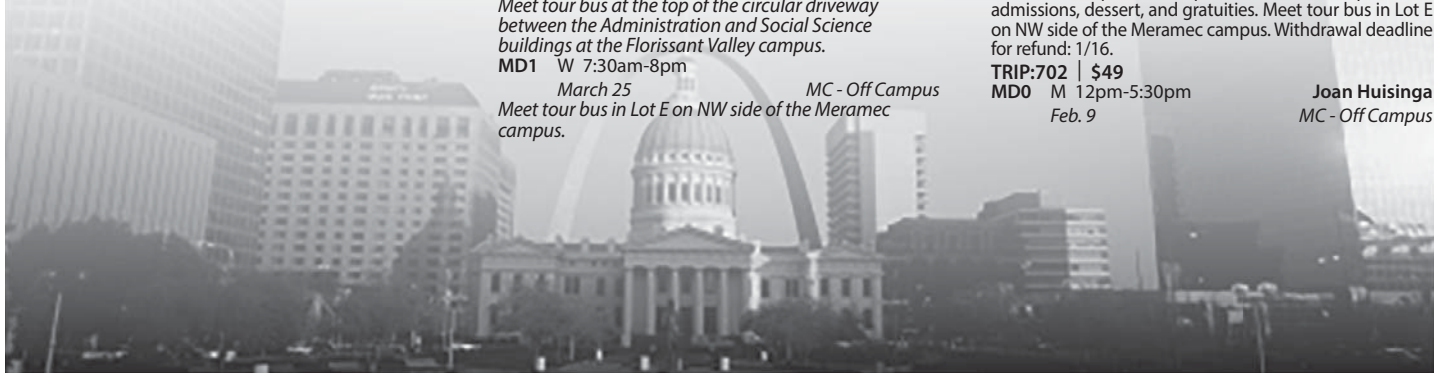 Meet tour bus at the top of the circular driveway
between the Administration and Social Science
buildings at the Florissant Valley campus.
MD1 W 7:30am-8pm
March 25 MC - Off Campus
Meet tour bus in Lot E on NW side of the Meramec
campus.
admissions, dessert, and gratuities. Meet tour bus in Lot E
on NW side of the Meramec campus. Withdrawal deadline
for refund: 1/16.
TRIP:702 | $49
MD0 M 12pm-5:30pm Joan Huisinga
Feb. 9 MC - Off Campus